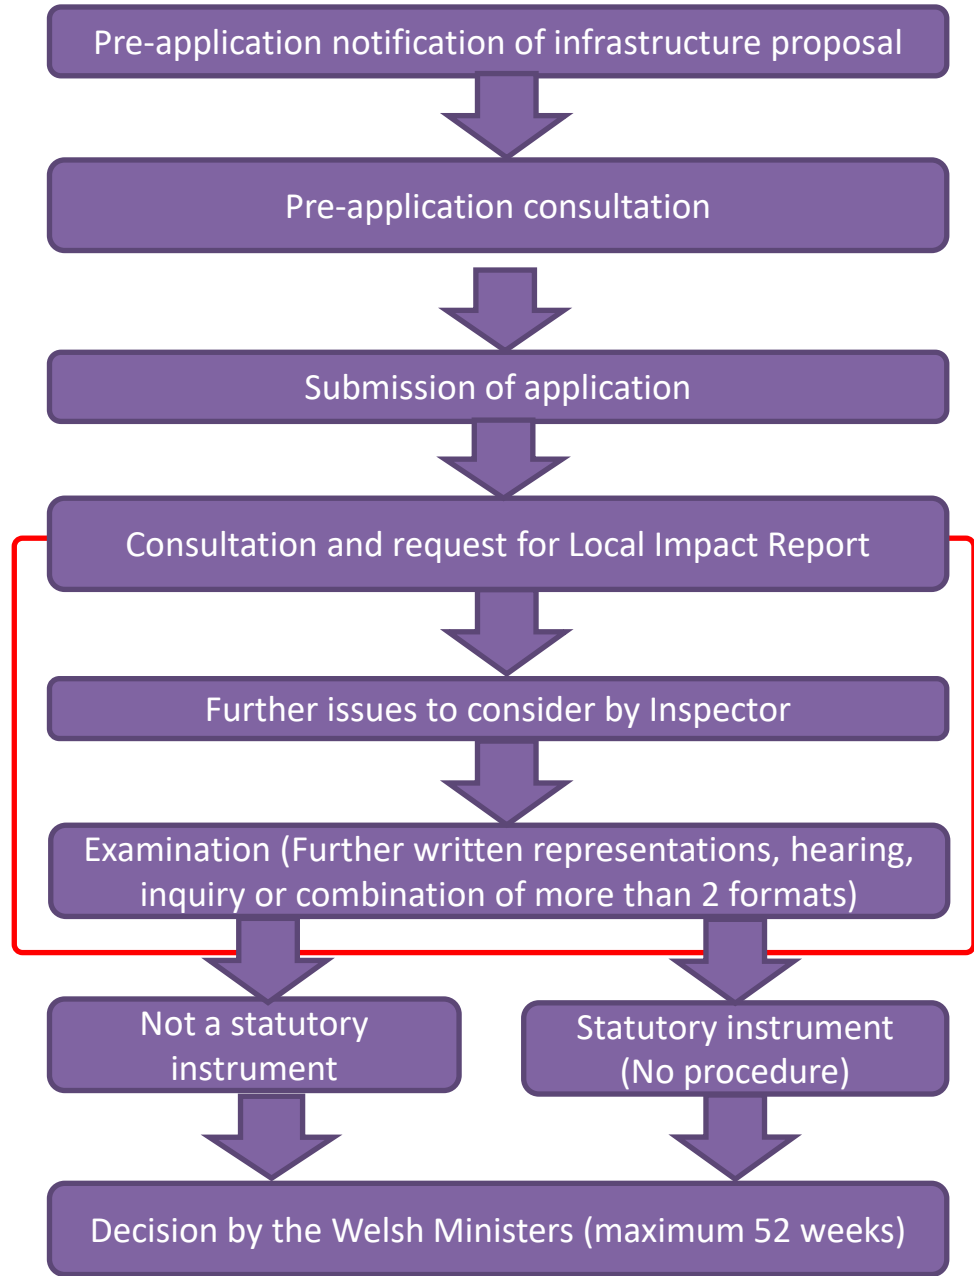 Pre-application notification of infrastructure proposal
Pre-application consultation
Submission of application
Consultation and request for Local Impact Report
Further issues to consider by Inspector
Examination (Further written representations, hearing,
inquiry or combination of more than 2 formats)
Not a statutory
instrument
Statutory instrument
(No procedure)
Decision by the Welsh Ministers (maximum 52 weeks)